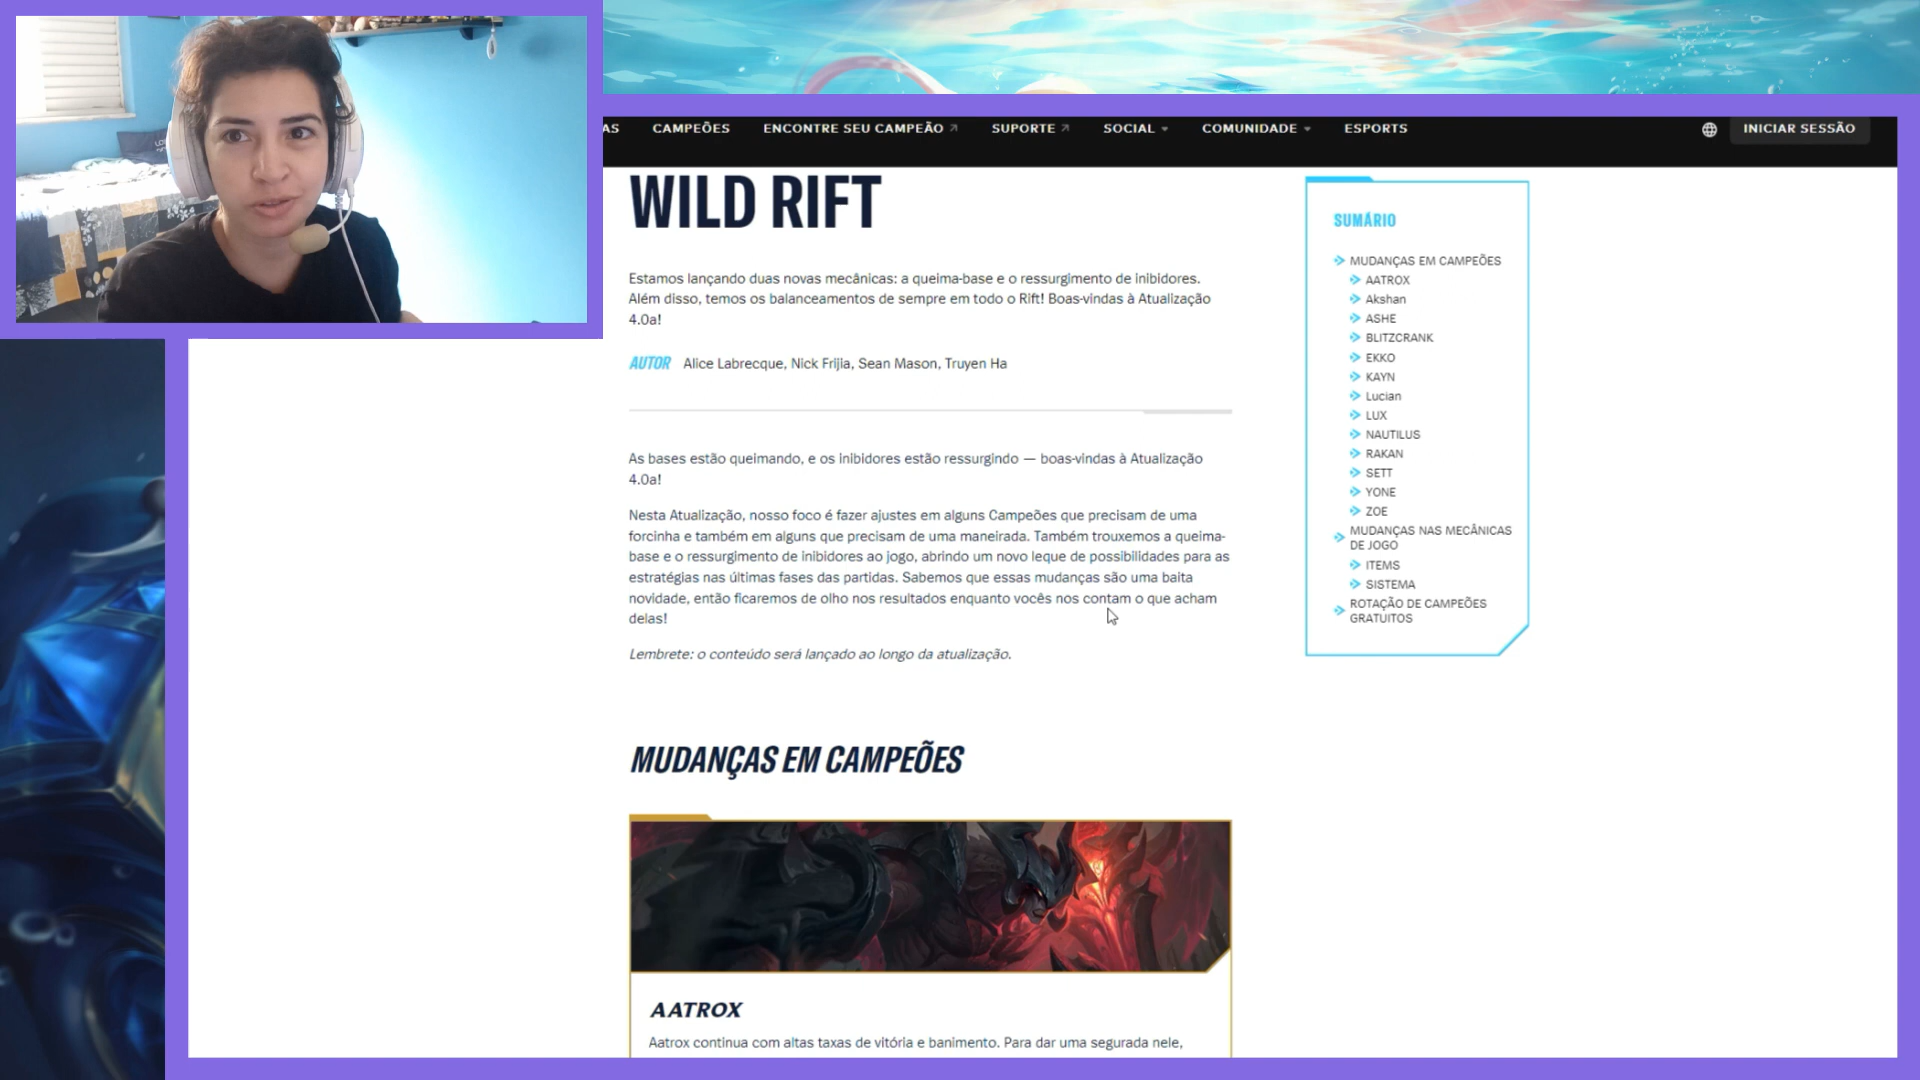 AS CAMPEÕES ENCONTRE SEU CAMPEÃO SUPORTE SOCIAL COMUNIDADE ESPORTS INICIAR SESSÃO
WILD RIFT
Estamos lançando duas novas mecânicas: a queima-base e o ressurgimento de inibidores.
Além disso, temos os balanceamentos de sempre em todo o Rift! Boas-vindas à Atualização
4.0a!
AUTOR Alice Labrecque, Nick Frijia, Sean Mason, Truyen Ha
As bases estão queimando, e os inibidores estão ressurgindo — boas-vindas à Atualização
4.0a!
Nesta Atualização, nosso foco é fazer ajustes em alguns Campeões que precisam de uma
forcinha e também em alguns que precisam de uma maneirada. Também trouxemos a queima-
base e o ressurgimento de inibidores ao jogo, abrindo um novo leque de possibilidades para as
estratégias nas últimas fases das partidas. Sabemos que essas mudanças são uma baita
novidade, então ficaremos de olho nos resultados enquanto vocês nos contam o que acham
delas!
Lembrete: o conteúdo será lançado ao longo da atualização.
MUDANÇAS EM CAMPEÕES
AATROX
Aatrox continua com altas taxas de vitória e banimento. Para dar uma segurada nele,
SUMÁRIO
MUDANÇAS EM CAMPEÕES
AATROX
Akshan
ASHE
BLITZCRANK
EKKO
KAYN
Lucian
LUX
NAUTILUS
RAKAN
SETT
YONE
ZOE
MUDANÇAS NAS MECÂNICAS
DE JOGO
ITEMS
SISTEMA
ROTAÇÃO DE CAMPEÕES
GRATUITOS